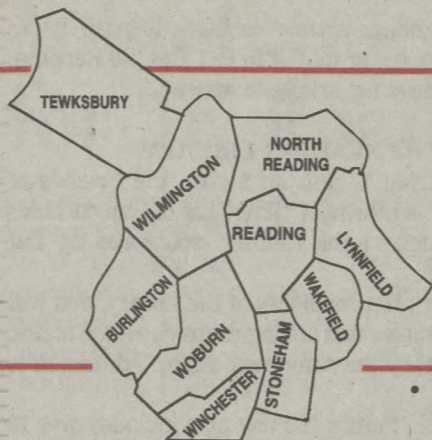 TEWKSBURY
NORTH
READING
WILMINGTON
READING
LYNNFIELD
BURLINGTON
WAKEFIELD
WOBURN
STONEHAM
WINCHESTER